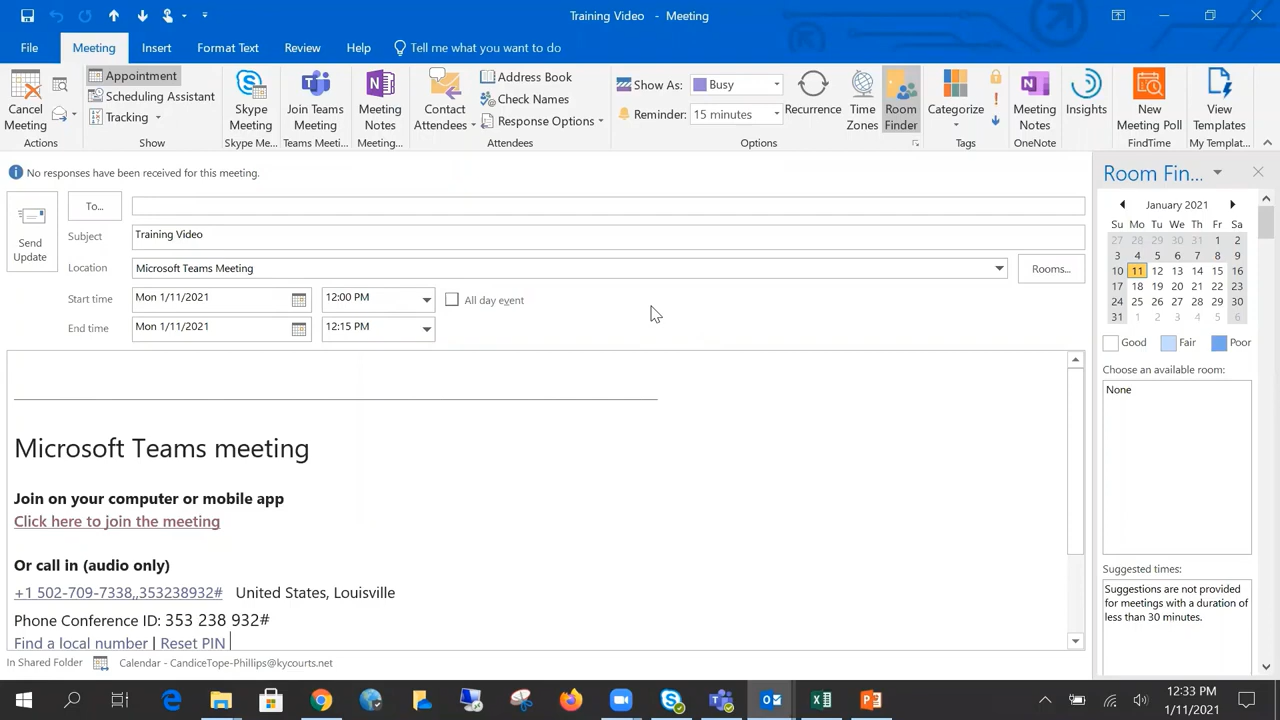 Training Video - Meeting
File
Meeting
Insert
Format Text
Review
Help
Tell me what you want to do
Cancel Meeting
Actions
Appointment
Scheduling Assistant
Tracking
Show
Skype Meeting
Skype Me...
Join Teams Meeting
Teams Meeti...
Meeting Notes
Meeting...
Contact Attendees
Address Book
Check Names
Response Options
Attendees
Show As: Busy
Reminder: 15 minutes
Recurrence
Time Zones
Room Finder
Options
Categorize
Tags
Meeting Notes
OneNote
Insights
New Meeting Poll
FindTime
View Templates
My Templat...
No responses have been received for this meeting.
Send Update
To...
Subject
Training Video
Location
Microsoft Teams Meeting
Rooms...
Start time
Mon 1/11/2021
12:00 PM
All day event
End time
Mon 1/11/2021
12:15 PM
Microsoft Teams meeting
Join on your computer or mobile app
Click here to join the meeting
Or call in (audio only)
+1 502-709-7338,,353238932# United States, Louisville
Phone Conference ID: 353 238 932#
Find a local number | Reset PIN
In Shared Folder
Calendar - CandiceTope-Phillips@kycourts.net
Room Fin...
January 2021
Su Mo Tu We Th Fr Sa
27 28 29 30 31 1 2
3 4 5 6 7 8 9
10 11 12 13 14 15 16
17 18 19 20 21 22 23
24 25 26 27 28 29 30
31 1 2 3 4 5 6
Good
Fair
Poor
Choose an available room:
None
Suggested times:
Suggestions are not provided
for meetings with a duration of
less than 30 minutes.
12:33 PM
1/11/2021